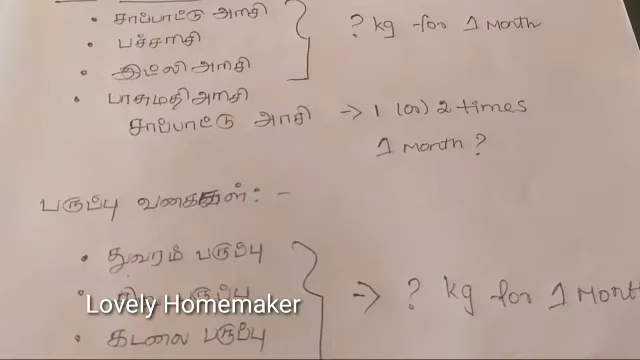 • சாப்பாட்டு அரிசி
• பச்சரிசி
• இட்லி அரிசி
? kg for 1 Month
• பாசுமதி அரிசி
சாப்பாட்டு அரிசி → 1 (or) 2 times
1 Month ?
பருப்பு வகைகள் : -
• துவரம் பருப்பு
• பருப்பு
• கடலை பருப்பு
→ ? kg for 1 Month
Lovely Homemaker